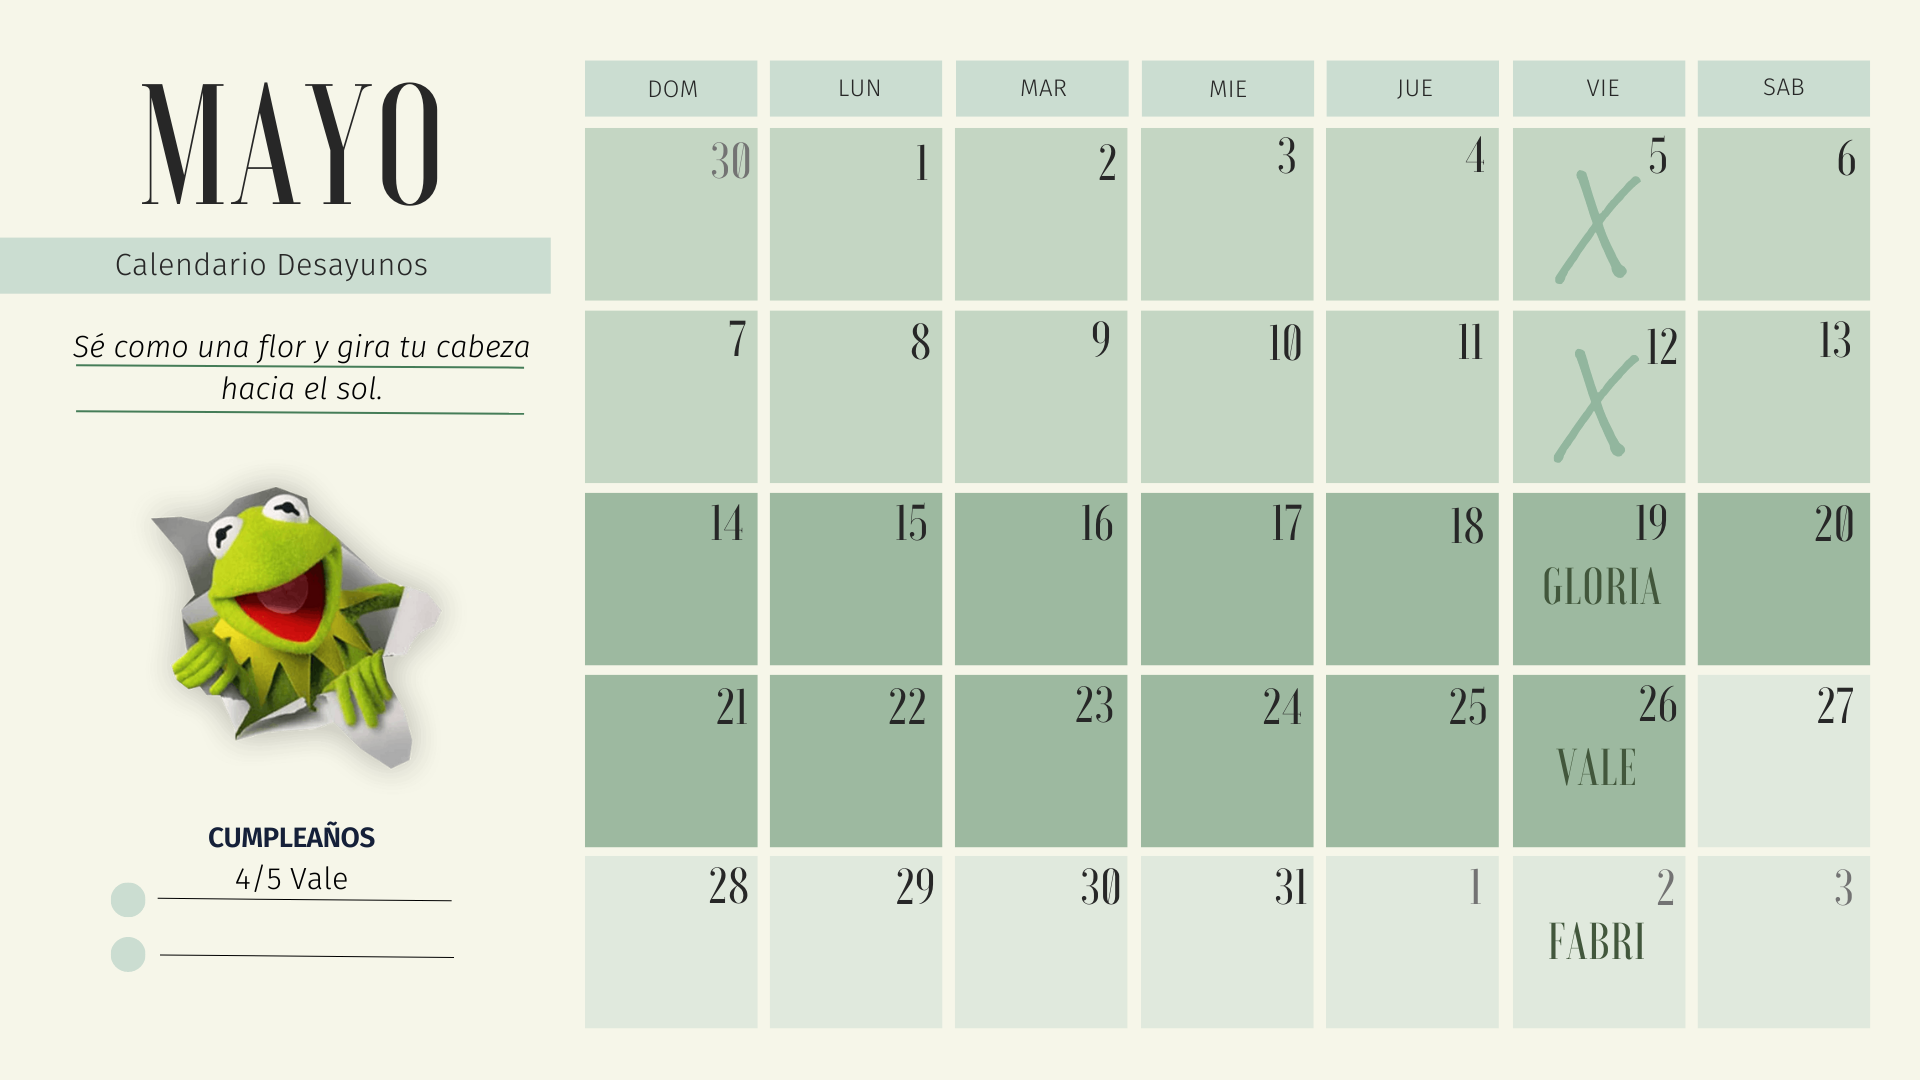 MAYO
Calendario Desayunos
Sé como una flor y gira tu cabeza
hacia el sol.
CUMPLEAÑOS
4/5 Vale
DOM LUN MAR MIE JUE VIE SAB
30 1 2 3 4 5 6
X
7 8 9 10 11 12 13
X
14 15 16 17 18 19 20
GLORIA
21 22 23 24 25 26 27
VALE
28 29 30 31 1 2 3
FABRI